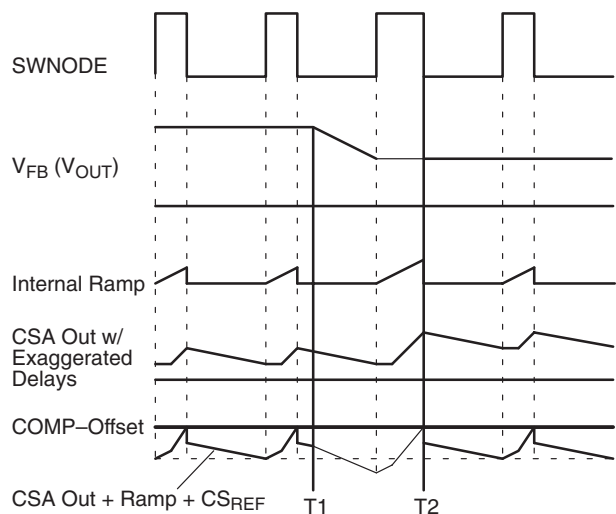 SWNODE
V_FB (V_OUT)
Internal Ramp
CSA Out w/
Exaggerated
Delays
COMP–Offset
CSA Out + Ramp + CS_REF
T1
T2